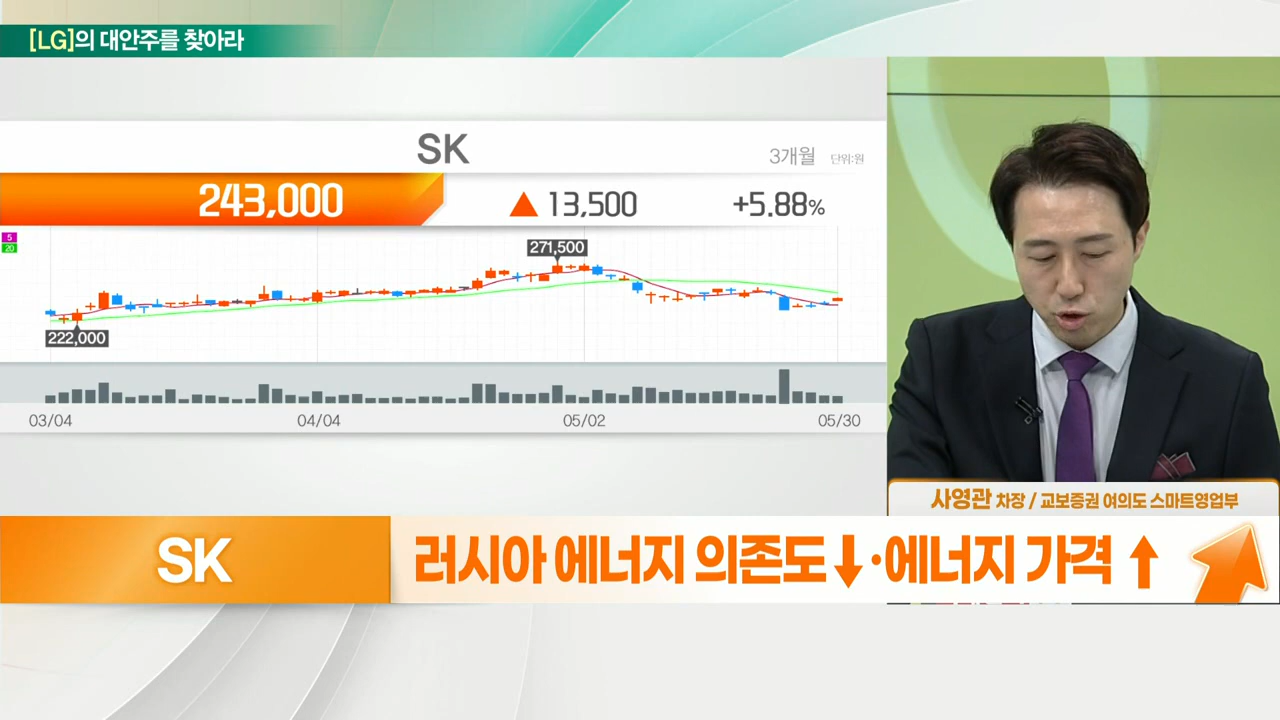 [LG]의 대안주를 찾아라
SK
3개월 단위:원
243,000 ▲ 13,500 +5.88%
5
20
271,500
222,000
03/04 04/04 05/02 05/30
사영관 차장 / 교보증권 여의도 스마트영업부
SK
러시아 에너지 의존도↓·에너지 가격↑